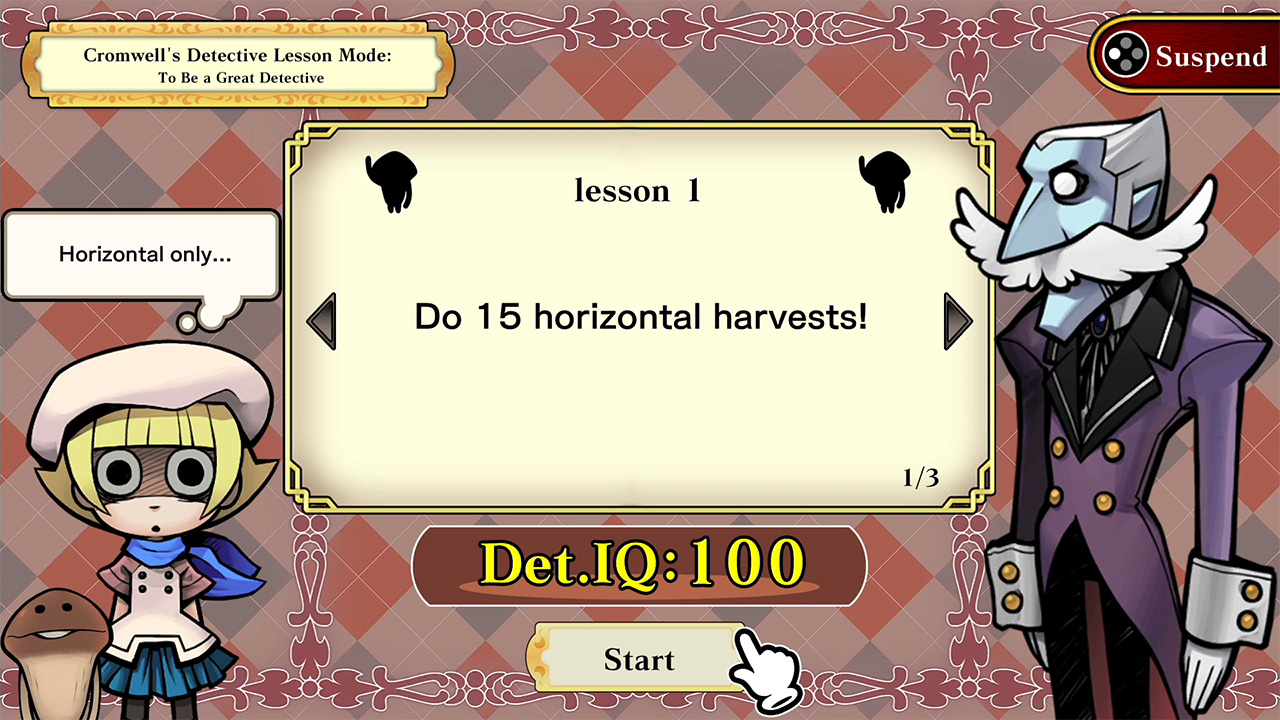 Cromwell's Detective Lesson Mode:
To Be a Great Detective
Suspend
lesson 1
Horizontal only...
Do 15 horizontal harvests!
1/3
Det.IQ:100
Start